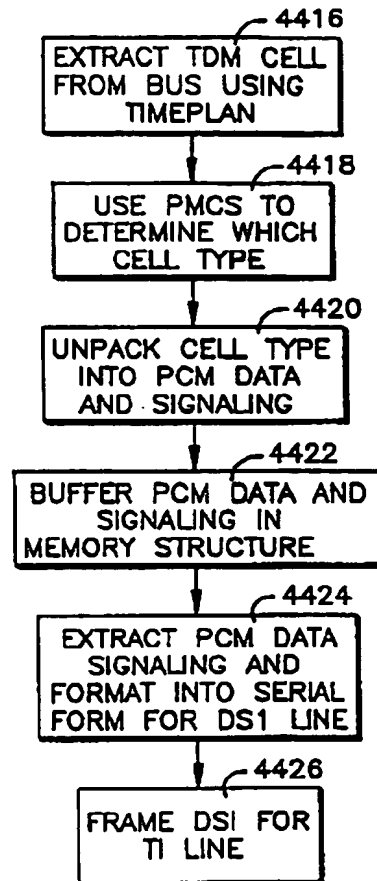 4416
EXTRACT TDM CELL
FROM BUS USING
TIMEPLAN
4418
USE PMCS TO
DETERMINE WHICH
CELL TYPE
4420
UNPACK CELL TYPE
INTO PCM DATA
AND SIGNALING
4422
BUFFER PCM DATA AND
SIGNALING IN
MEMORY STRUCTURE
4424
EXTRACT PCM DATA
SIGNALING AND
FORMAT INTO SERIAL
FORM FOR DS1 LINE
4426
FRAME DSI FOR
TI LINE